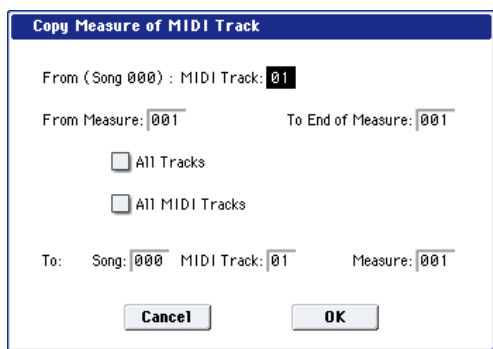 Copy Measure of MIDI Track
From (Song 000) : MIDI Track: 01
From Measure: 001 To End of Measure: 001
All Tracks
All MIDI Tracks
To: Song: 000 MIDI Track: 01 Measure: 001
Cancel OK